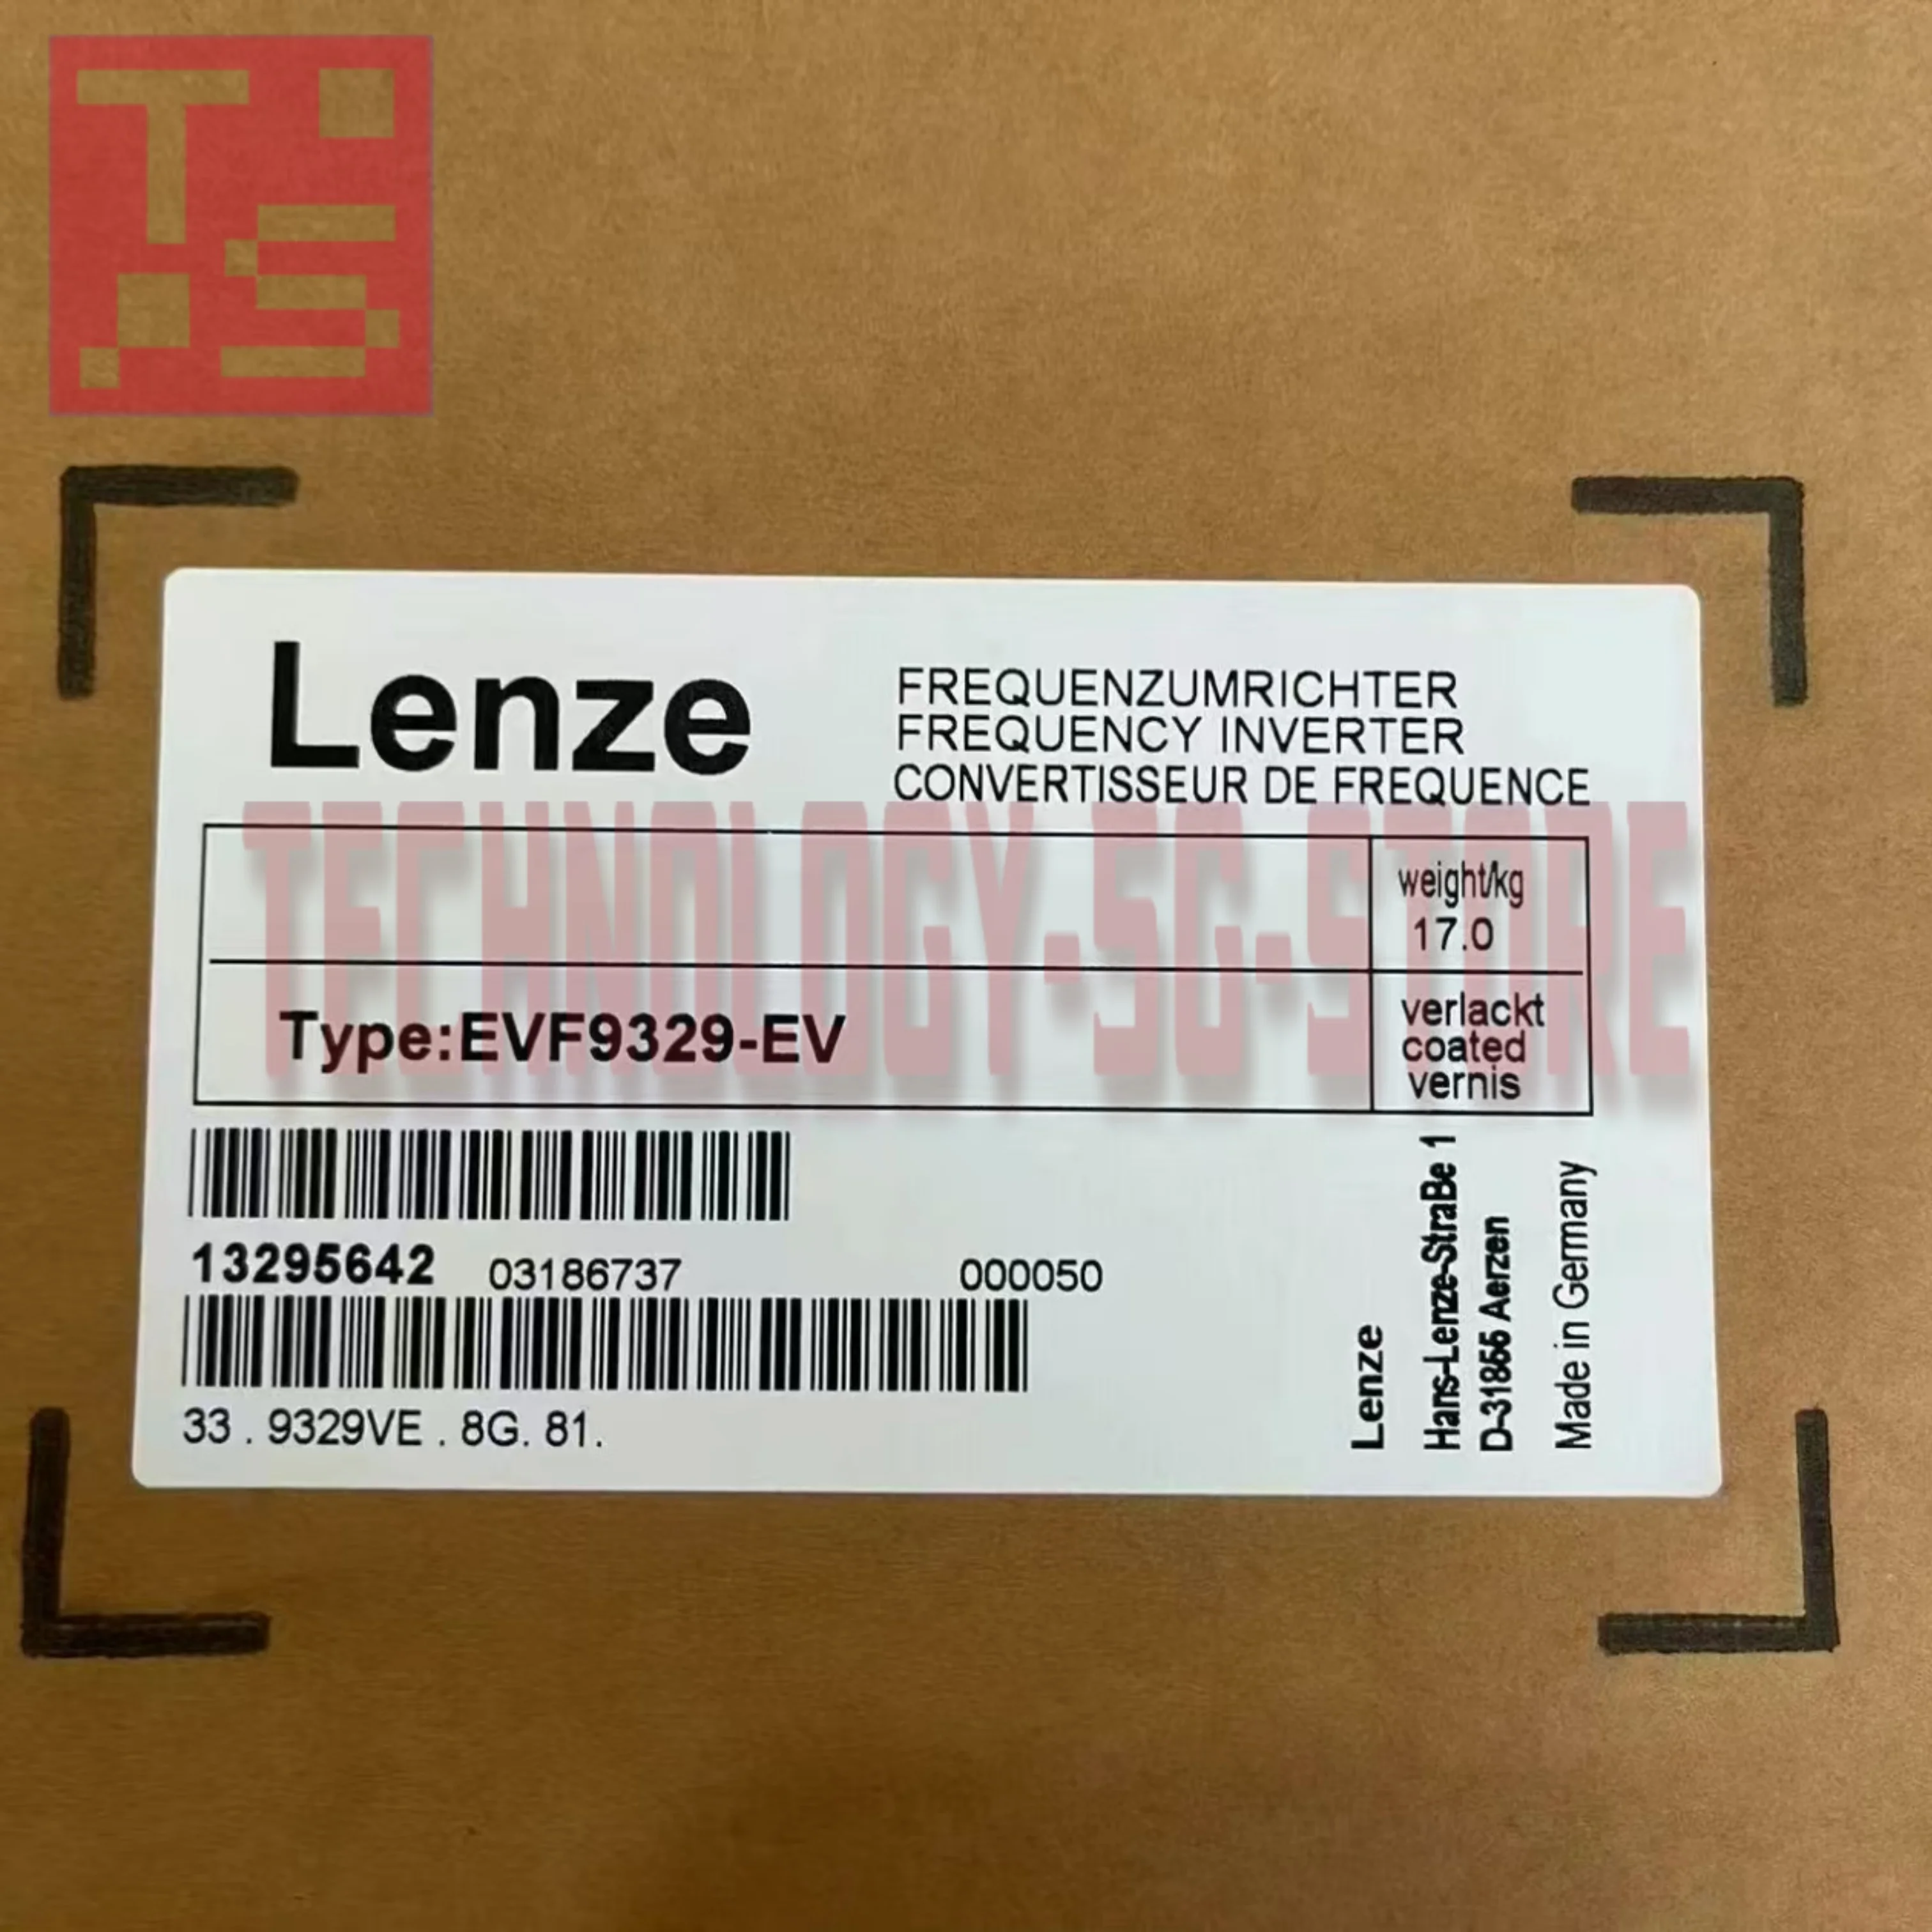 T S
Lenze
FREQUENZUMRICHTER
FREQUENCY INVERTER
CONVERTISSEUR DE FREQUENCE
TECHNOLOGY-5G-STORE
weight/kg
17.0
Type:EVF9329-EV
verlackt
coated
vernis
13295642 03186737 000050
33 . 9329VE . 8G. 81.
Lenze
Hans-Lenze-StraBe 1
D-31855 Aerzen
Made in Germany